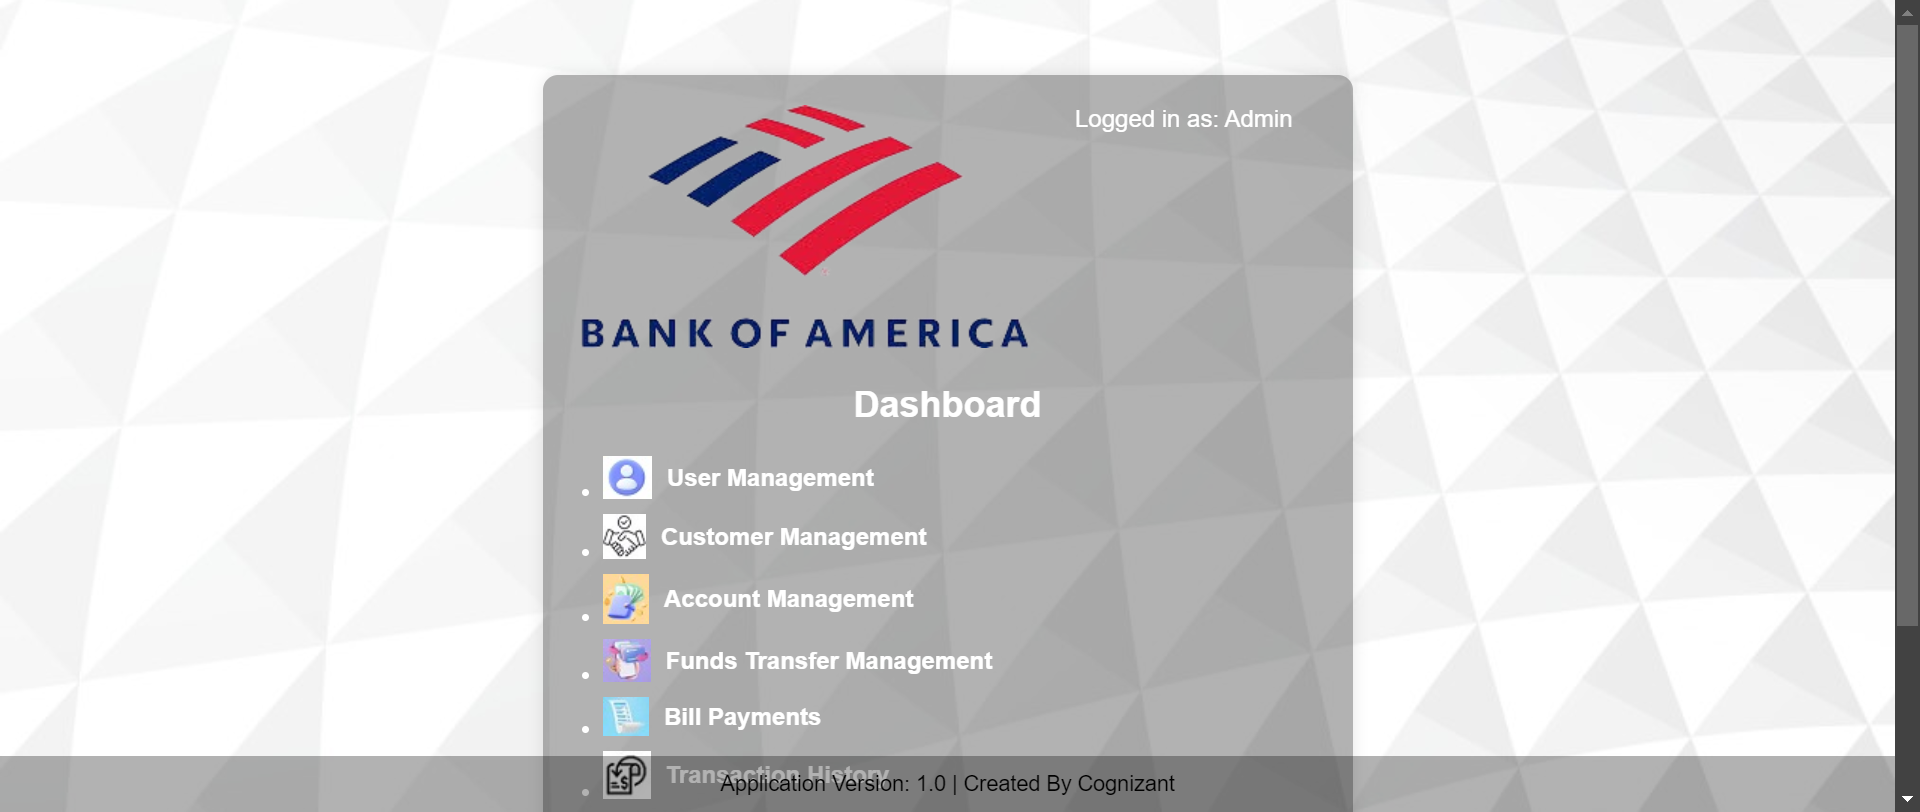 Logged in as: Admin
BANK OF AMERICA
Dashboard
User Management
Customer Management
Account Management
Funds Transfer Management
Bill Payments
Transaction History
Application Version: 1.0 | Created By Cognizant